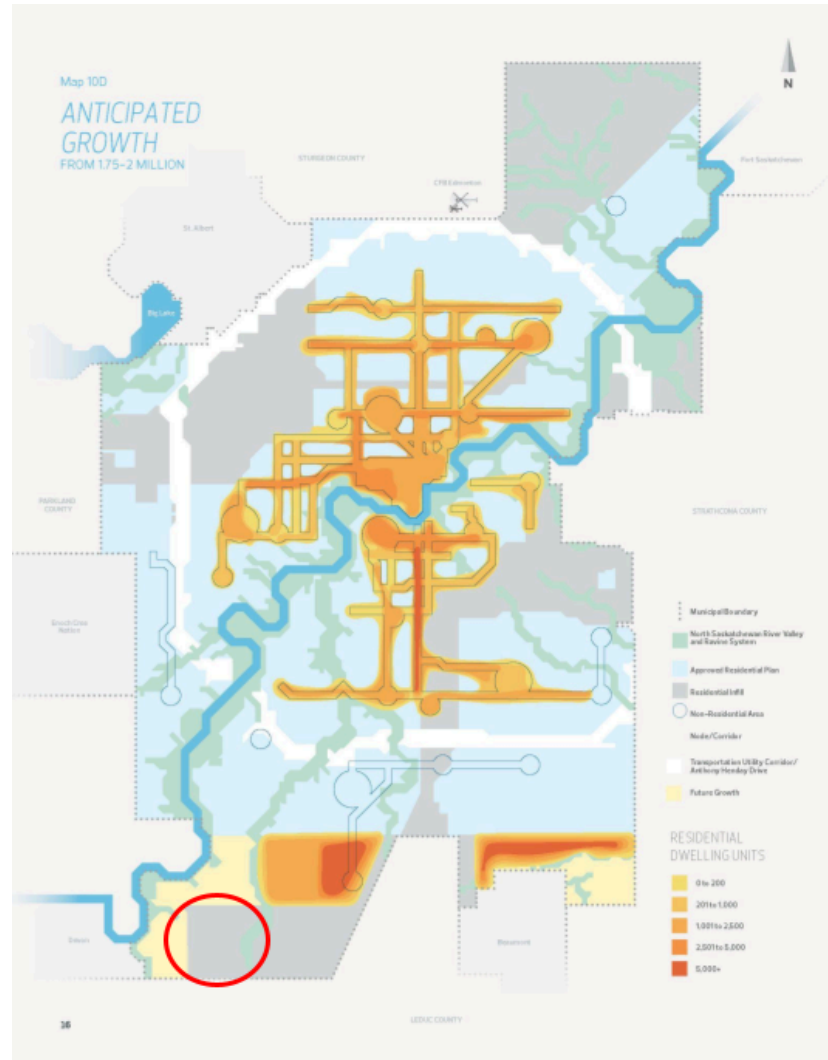 Map 10D
ANTICIPATED
GROWTH
FROM 1.75–2 MILLION
N
STURGEON COUNTY
CFB Edmonton
Fort Saskatchewan
St. Albert
Big Lake
PARKLAND
COUNTY
STRATHCONA COUNTY
Enoch Cree
Nation
Municipal Boundary
North Saskatchewan River Valley
and Ravine System
Approved Residential Plan
Residential Infill
Non-Residential Area
Node/Corridor
Transportation Utility Corridor/
Anthony Henday Drive
Future Growth
RESIDENTIAL
DWELLING UNITS
0 to 200
201 to 1,000
1,001 to 2,500
2,501 to 5,000
5,000+
Devon
Beaumont
16
LEDUC COUNTY